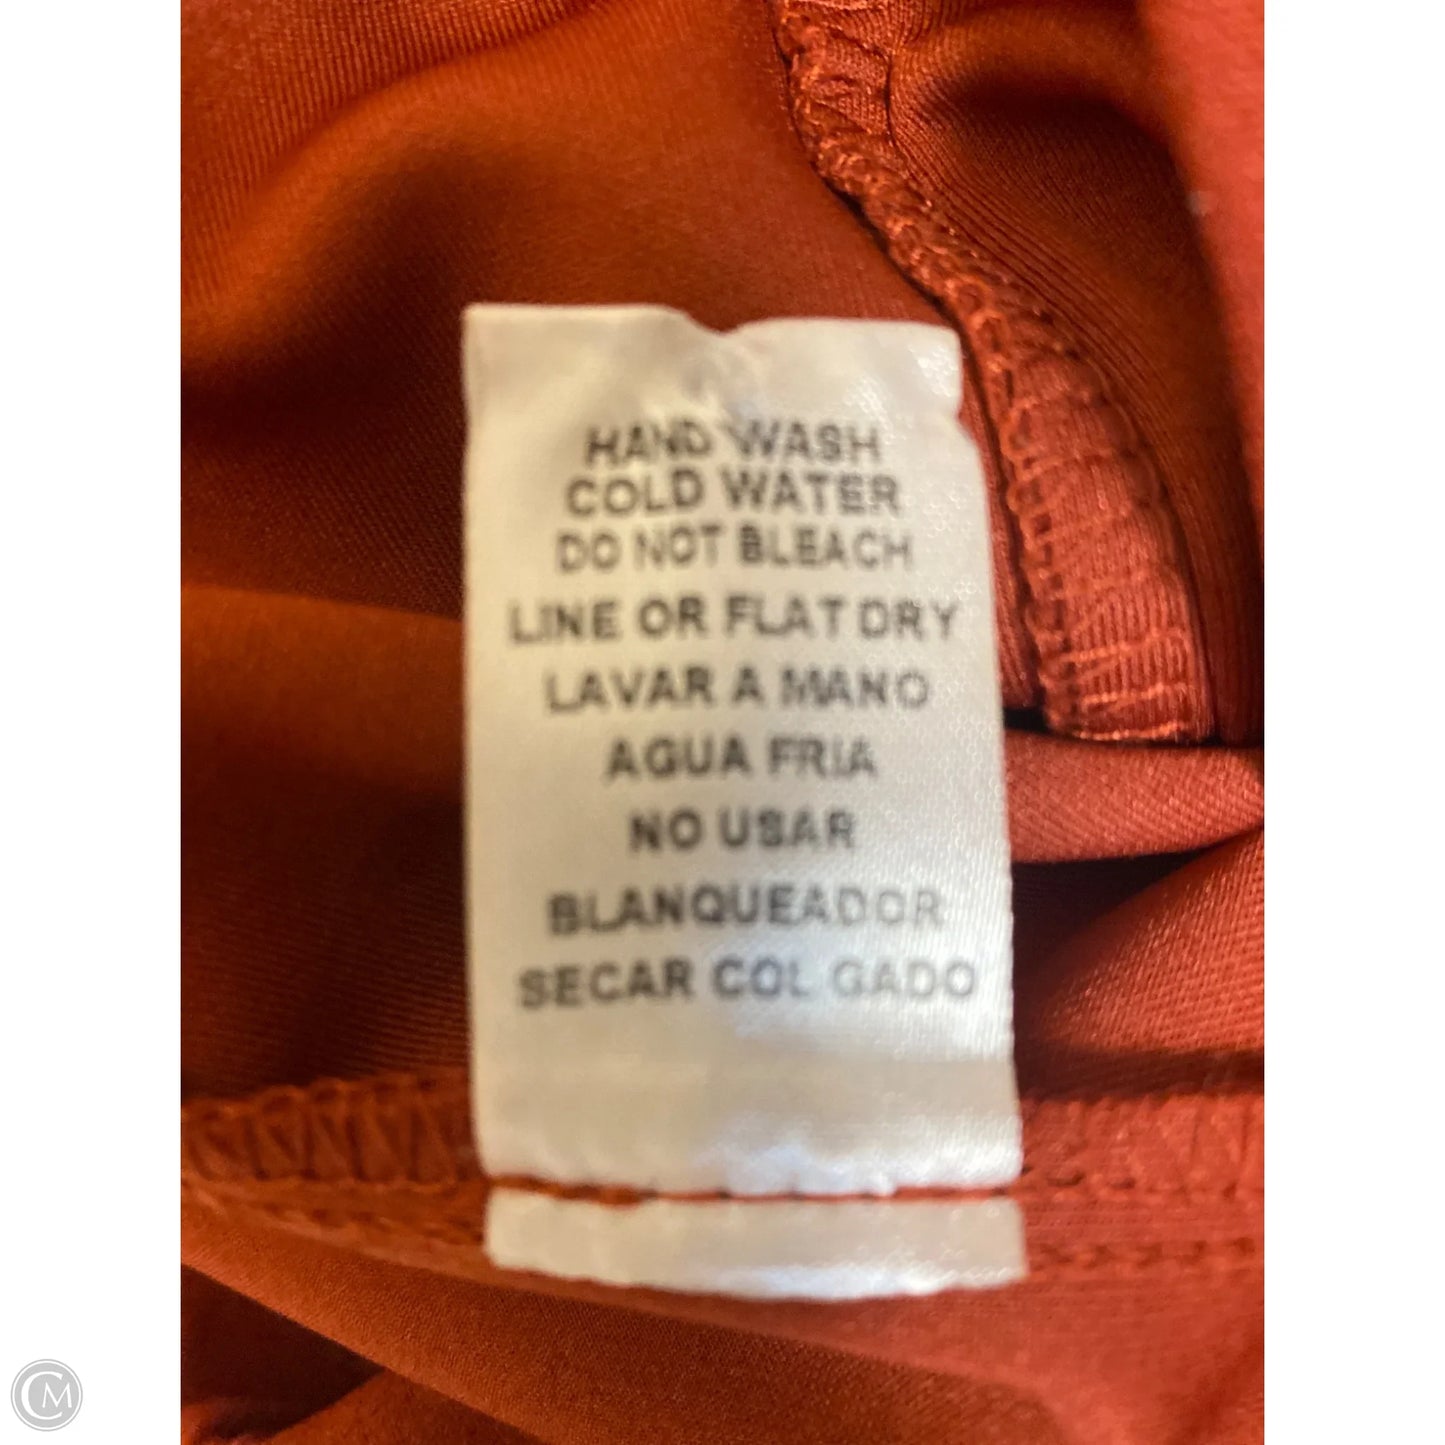 HAND WASH
COLD WATER
DO NOT BLEACH
LINE OR FLAT DRY
LAVAR A MANO
AGUA FRIA
NO USAR
BLANQUEADOR
SECAR COLGADO
CM